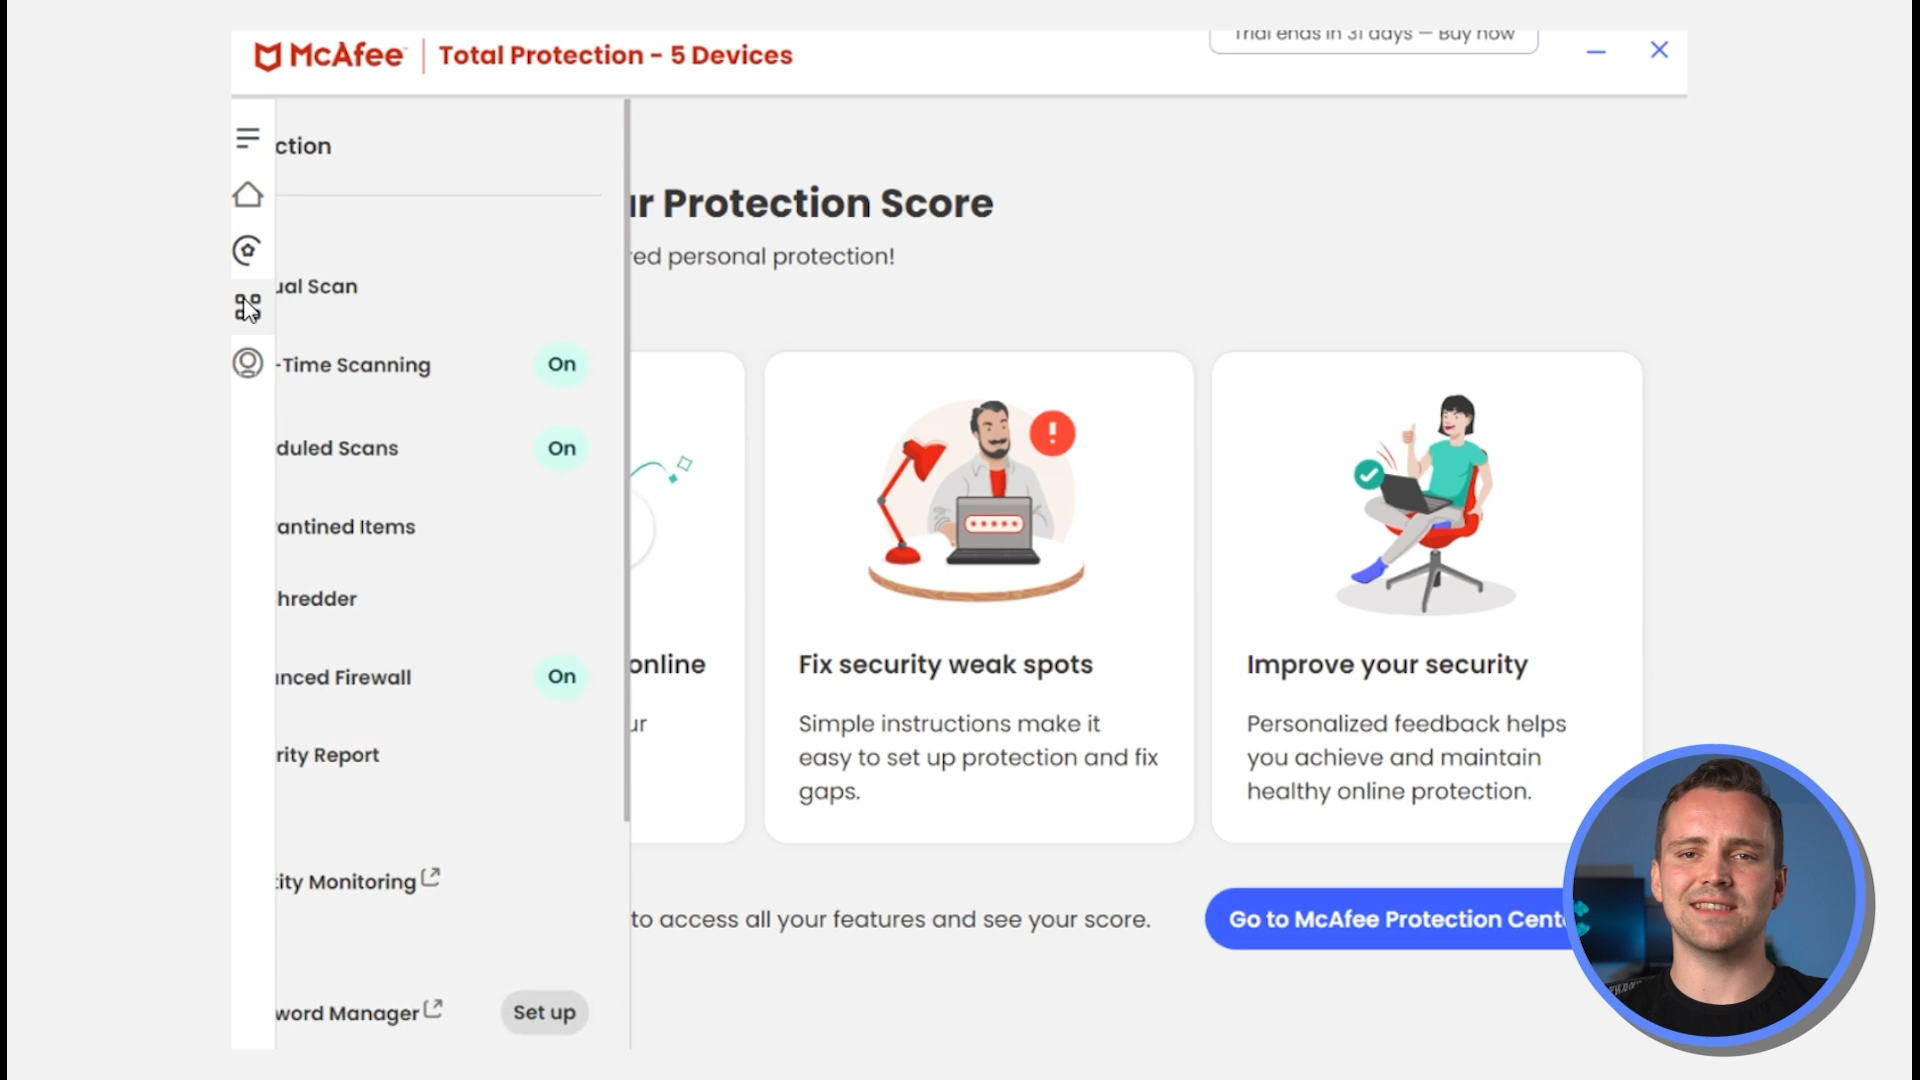 McAfee
Total Protection - 5 Devices
Trial ends in 31 days — Buy now
ction
ual Scan
-Time Scanning
On
duled Scans
On
antined Items
hredder
nced Firewall
On
rity Report
ity Monitoring
word Manager
Set up
ur Protection Score
red personal protection!
online
ur
Fix security weak spots
Simple instructions make it
easy to set up protection and fix
gaps.
Improve your security
Personalized feedback helps
you achieve and maintain
healthy online protection.
to access all your features and see your score.
Go to McAfee Protection Cent